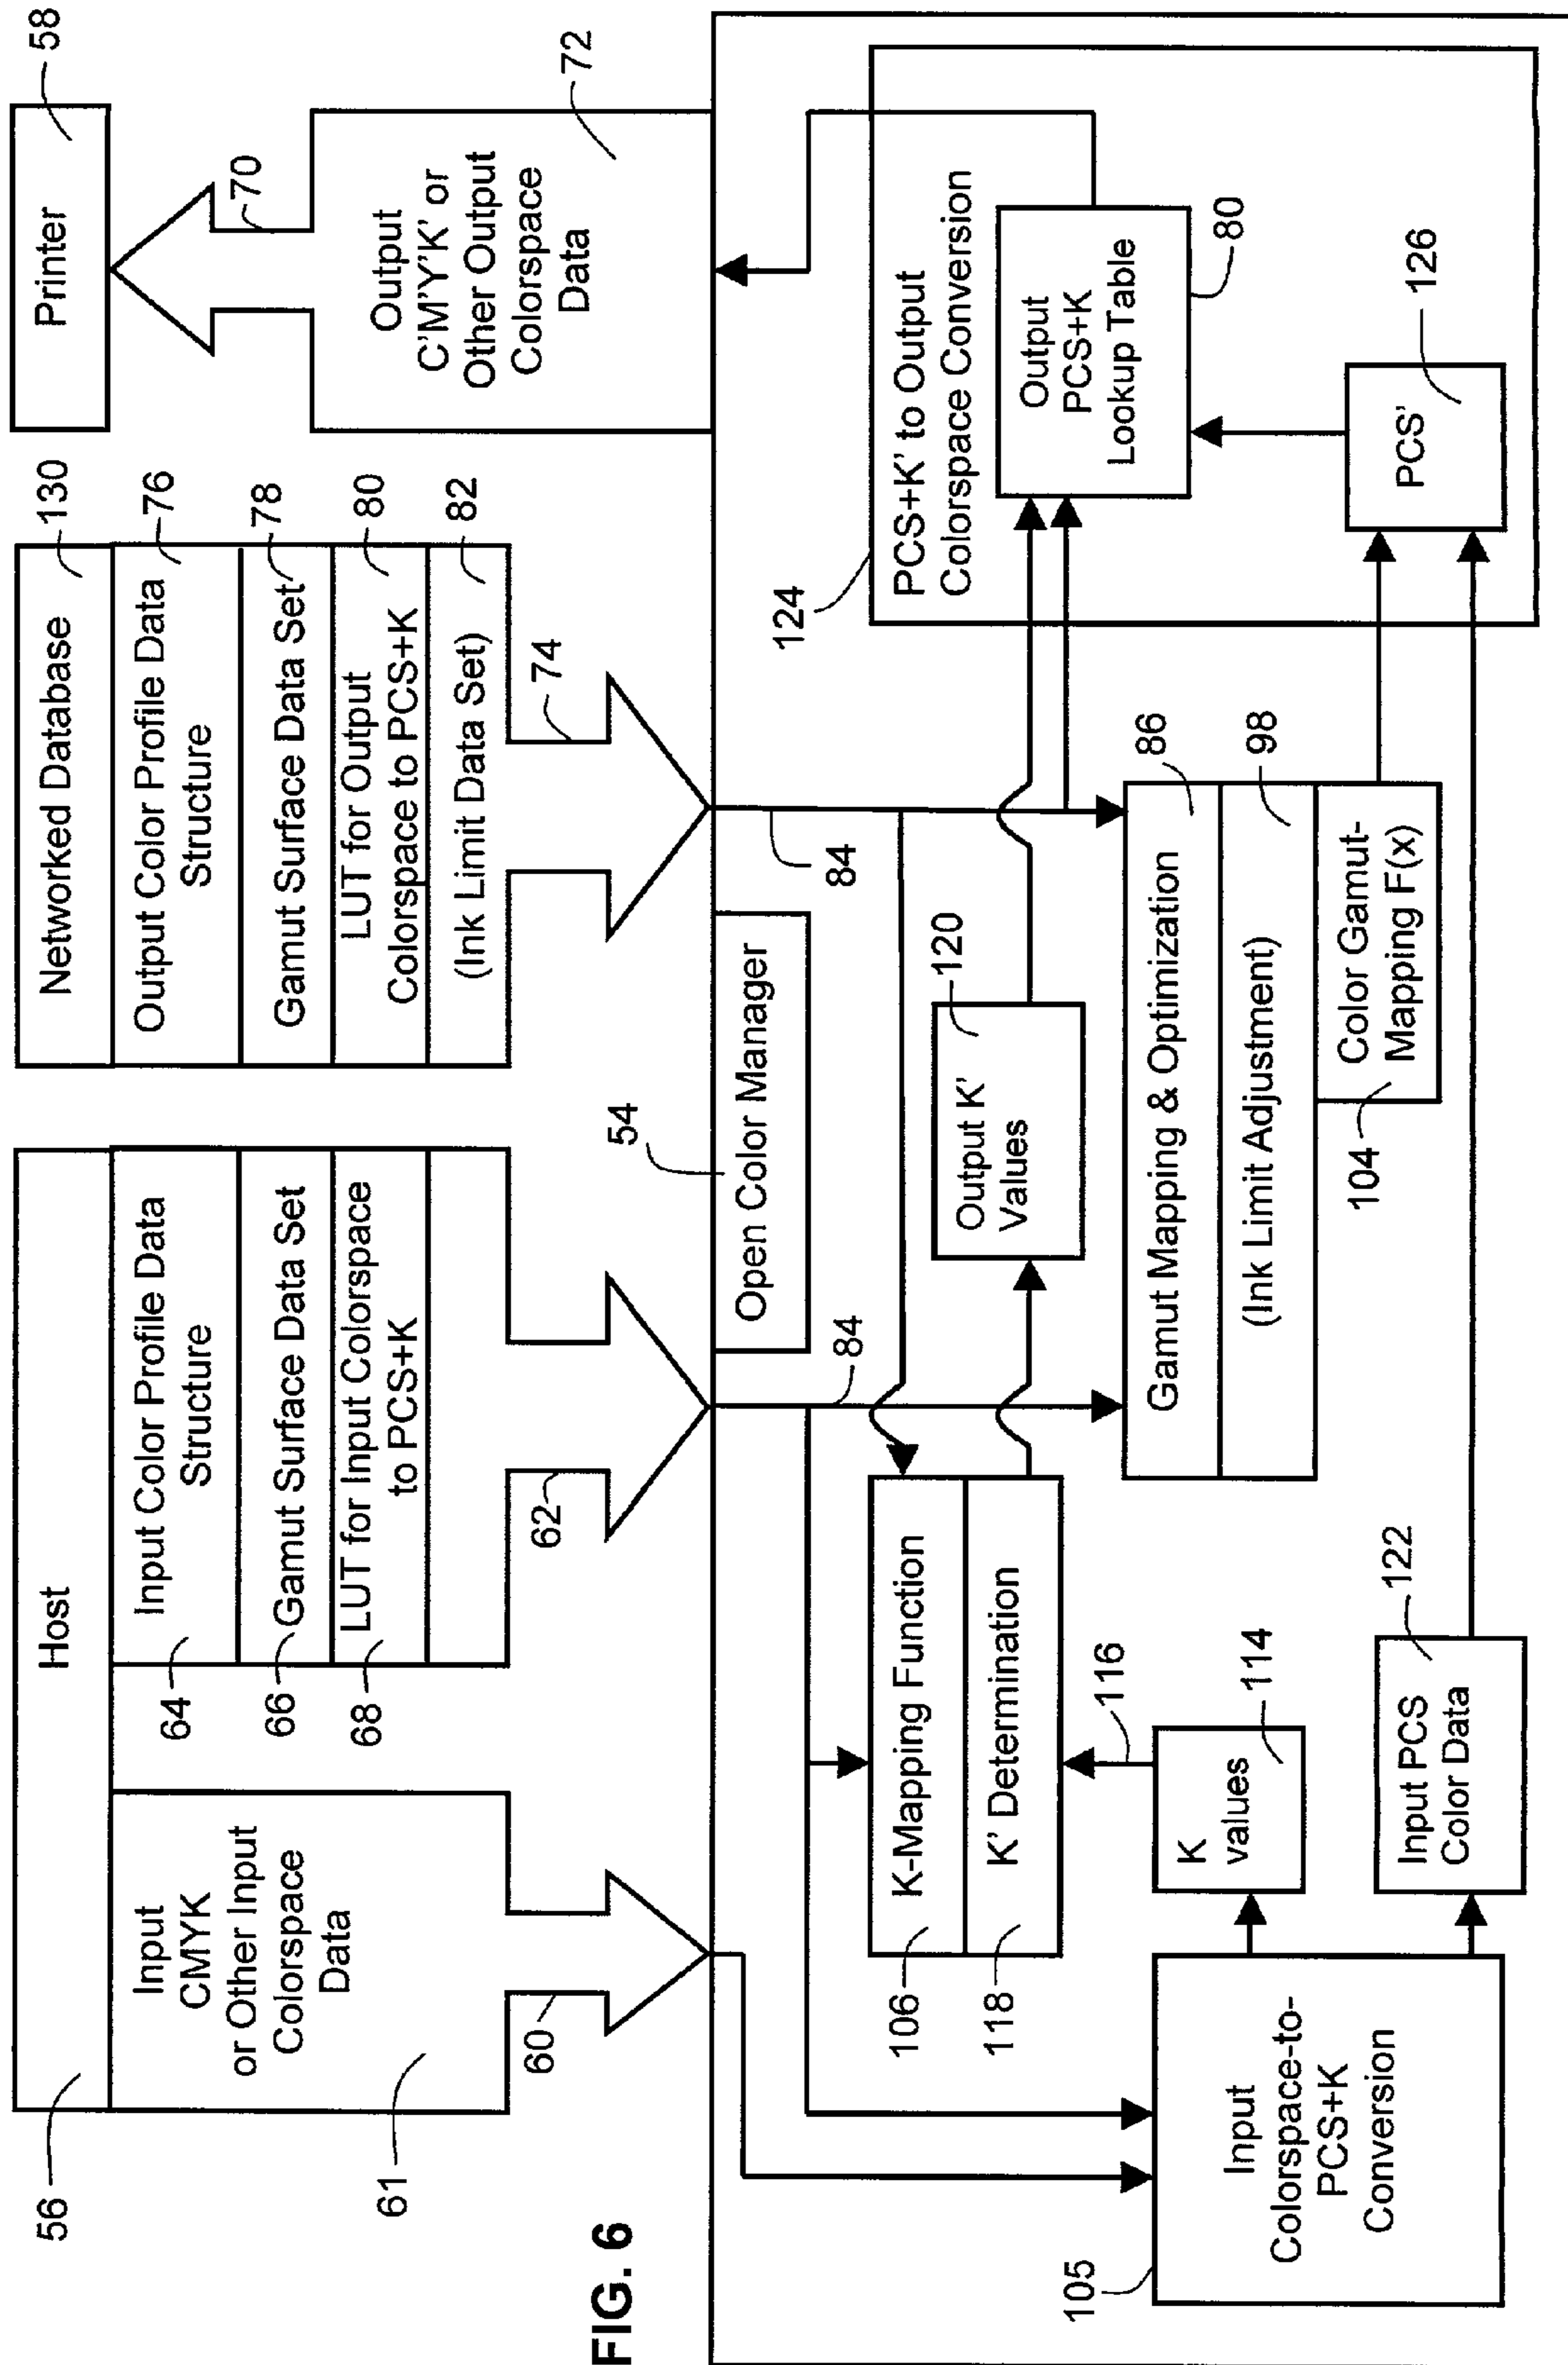 Host
56
Input
CMYK
or Other Input
Colorspace
Data
61
60
Input Color Profile Data
Structure
64
Gamut Surface Data Set
66
LUT for Input Colorspace
to PCS+K
68
62
Networked Database
130
Output Color Profile Data
Structure
76
Gamut Surface Data Set
78
LUT for Output
Colorspace to PCS+K
80
(Ink Limit Data Set)
82
74
Printer
58
70
Output
C'M'Y'K' or
Other Output
Colorspace
Data
72
FIG. 6
Open Color Manager
54
84
84
K-Mapping Function
106
K' Determination
118
116
K
values
114
Output K'
Values
120
Input
Colorspace-to-
PCS+K
Conversion
105
Input PCS
Color Data
122
Gamut Mapping & Optimization
86
(Ink Limit Adjustment)
98
Color Gamut-
Mapping F(x)
104
124
PCS+K' to Output
Colorspace Conversion
Output
PCS+K
Lookup Table
80
PCS'
126